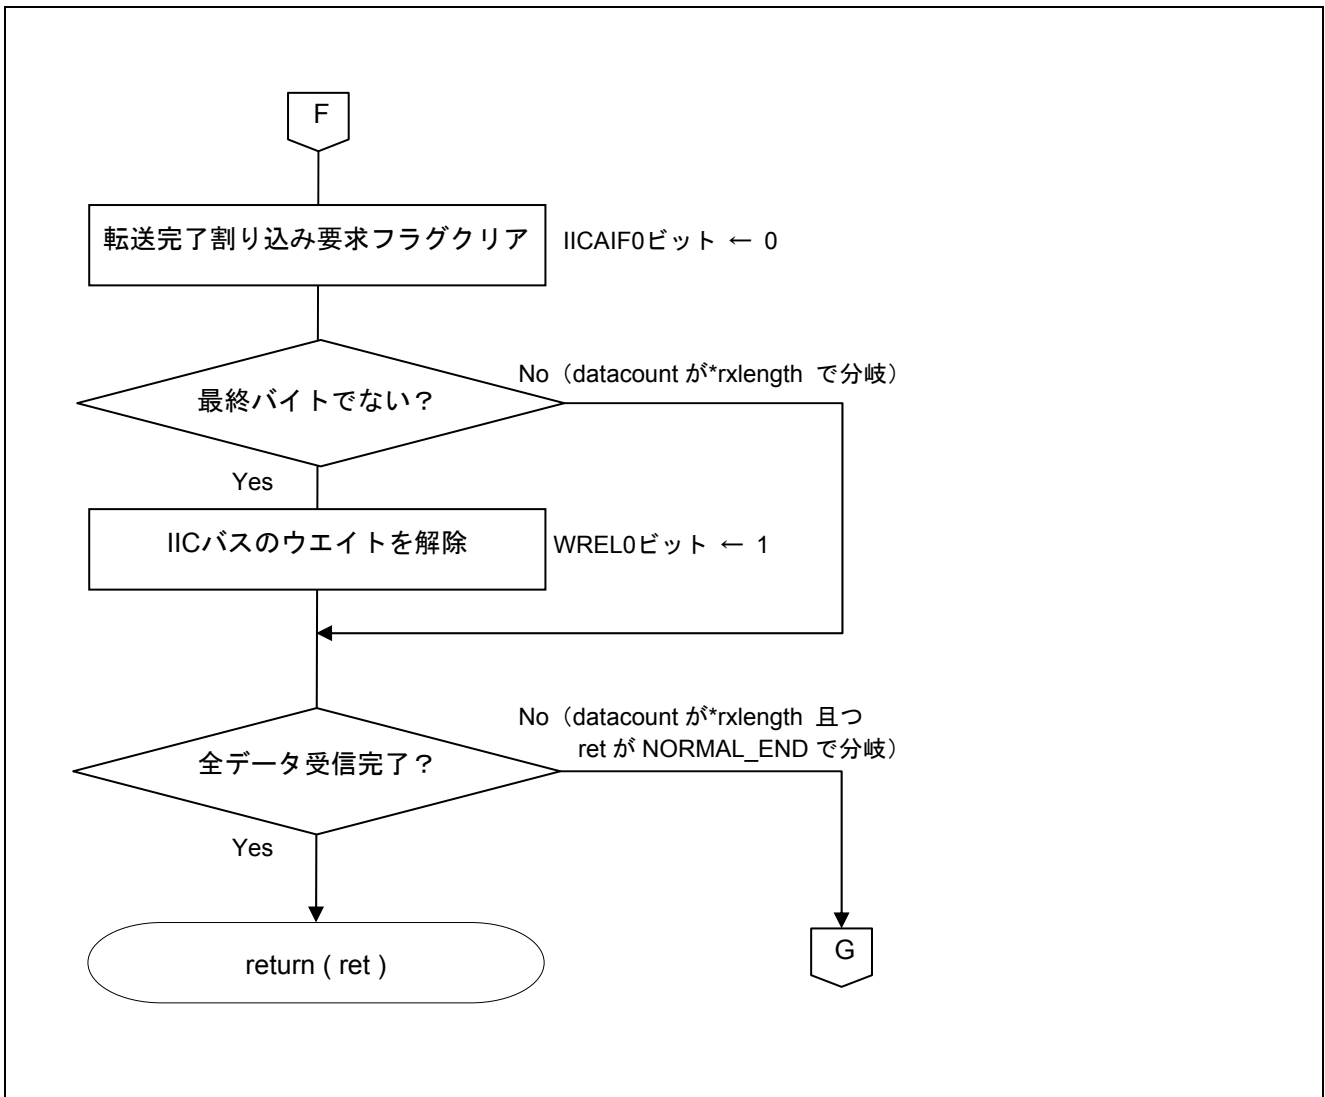 F
転送完了割り込み要求フラグクリア
IICAIF0ビット ← 0
No（datacount が*rxlength で分岐）
最終バイトでない？
Yes
IICバスのウエイトを解除
WREL0ビット ← 1
No（datacount が*rxlength 且つ
ret が NORMAL_END で分岐）
全データ受信完了？
Yes
return ( ret )
G